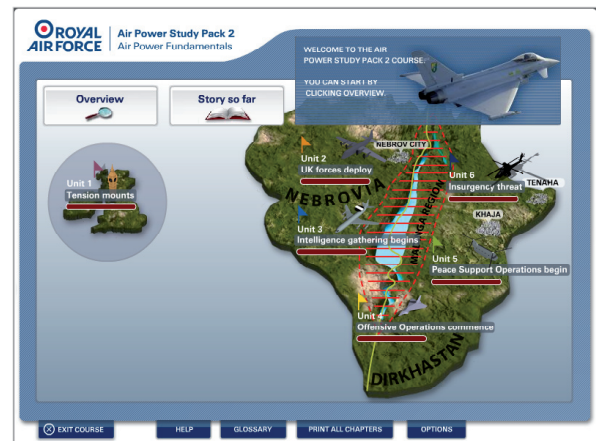 ROYAL
AIR FORCE
Air Power Study Pack 2
Air Power Fundamentals
WELCOME TO THE AIR
POWER STUDY PACK 2 COURSE.
YOU CAN START BY
CLICKING OVERVIEW.
Overview
Story so far
Unit 1
Tension mounts
Unit 2
UK forces deploy
NEBROV CITY
NEBROVIA
Unit 6
Insurgency threat
TENAHA
KHAJA
Unit 3
Intelligence gathering begins
Unit 5
Peace Support Operations begin
Unit 4
Offensive Operations commence
REGION
DIRKHASTAN
EXIT COURSE
HELP
GLOSSARY
PRINT ALL CHAPTERS
OPTIONS